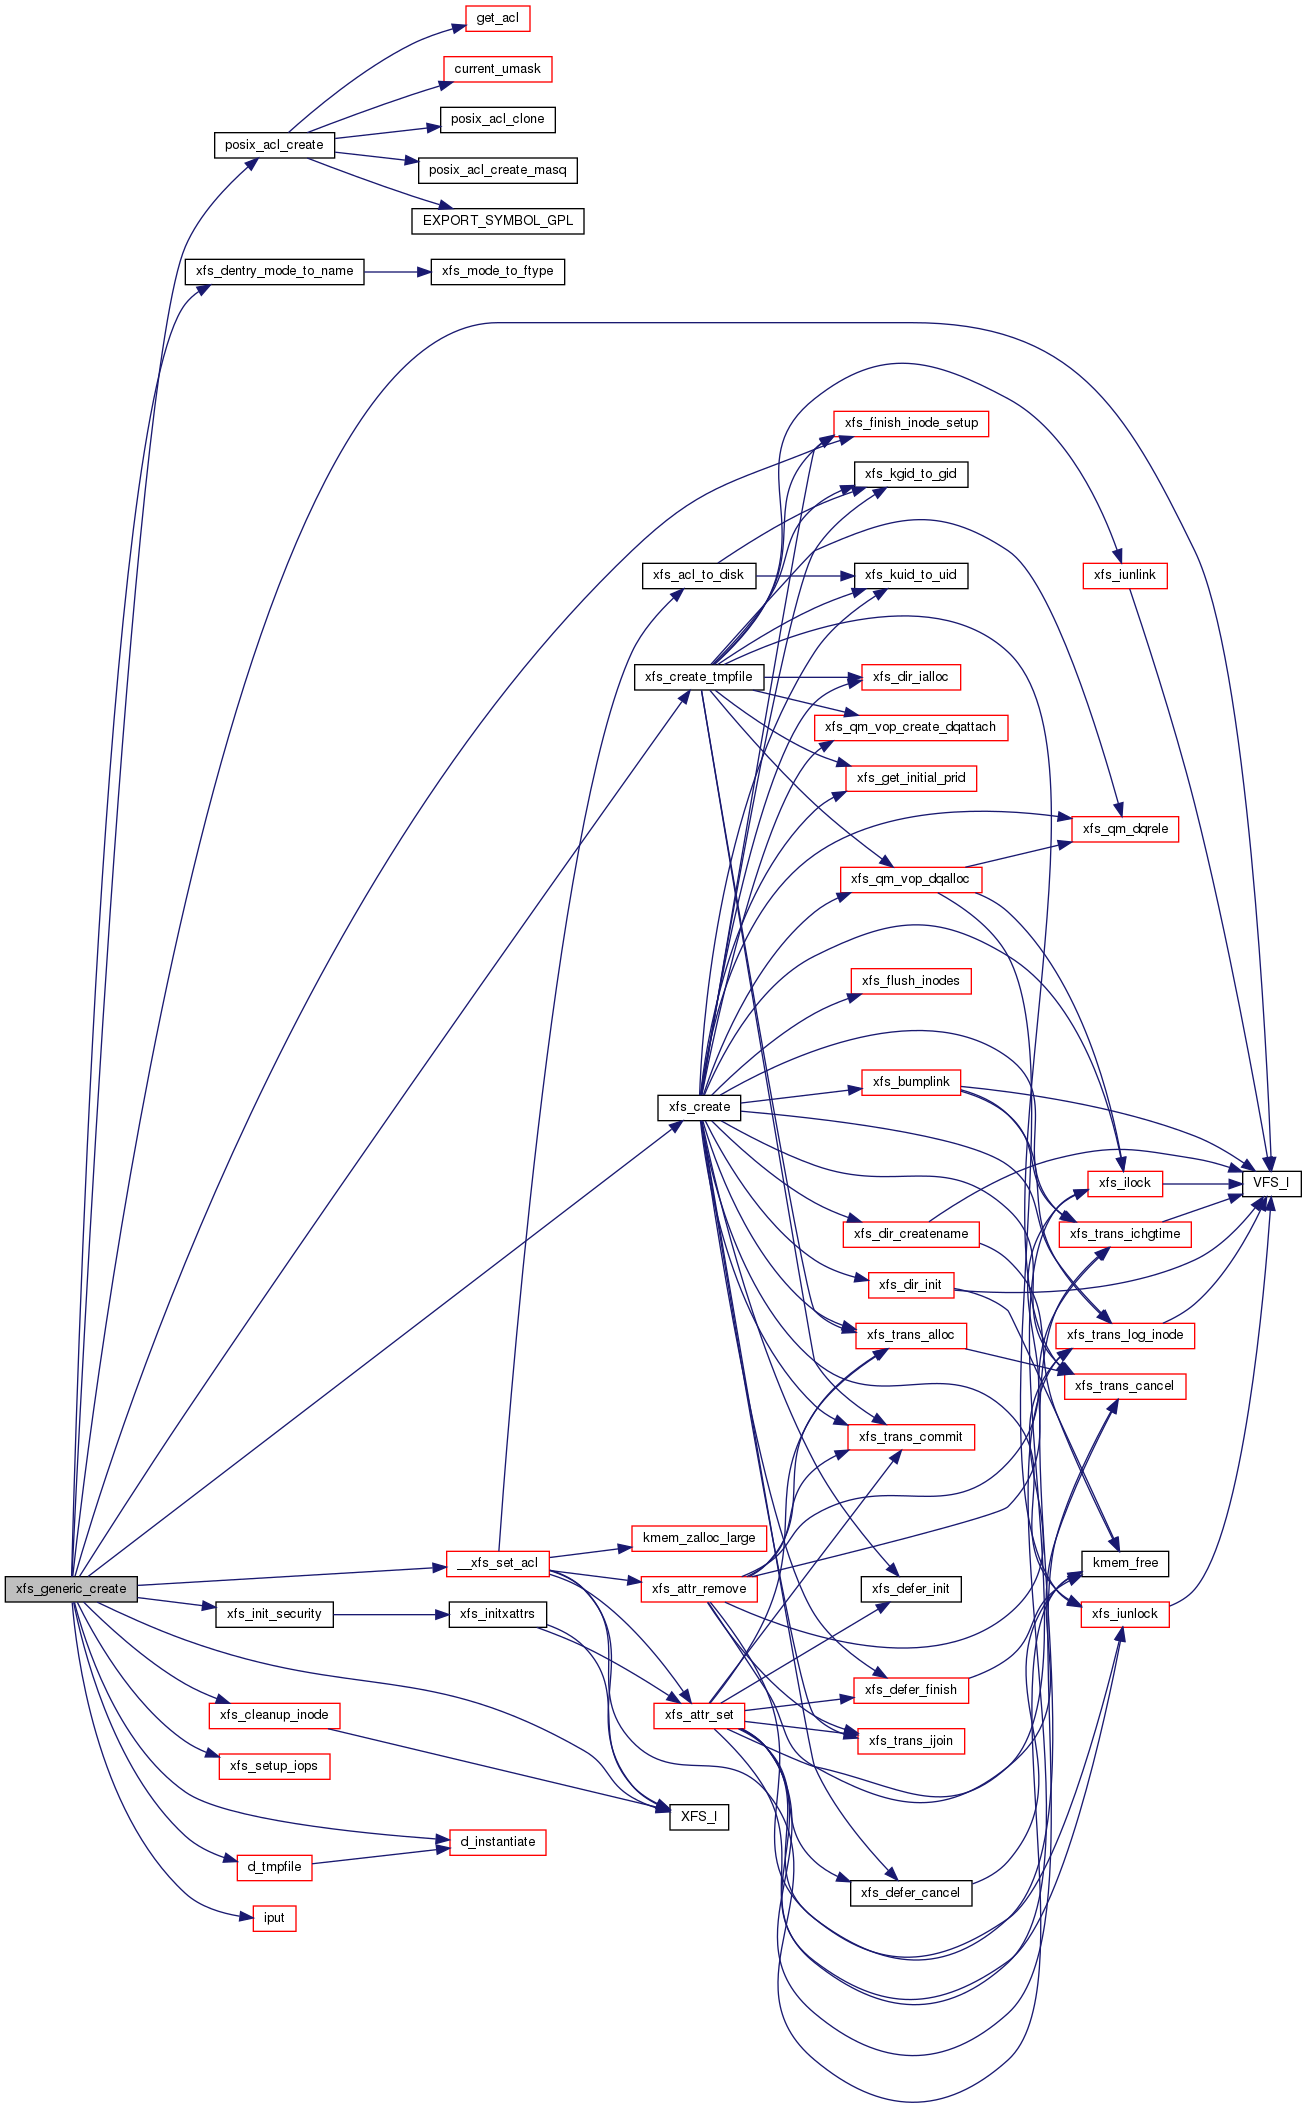 get_acl
current_umask
posix_acl_clone
posix_acl_create
posix_acl_create_masq
EXPORT_SYMBOL_GPL
xfs_dentry_mode_to_name
xfs_mode_to_ftype
xfs_finish_inode_setup
xfs_kgid_to_gid
xfs_acl_to_disk
xfs_kuid_to_uid
xfs_iunlink
xfs_create_tmpfile
xfs_dir_ialloc
xfs_qm_vop_create_dqattach
xfs_get_initial_prid
xfs_qm_dqrele
xfs_qm_vop_dqalloc
xfs_flush_inodes
xfs_bumplink
xfs_create
xfs_ilock
VFS_I
xfs_dir_createname
xfs_trans_ichgtime
xfs_dir_init
xfs_trans_alloc
xfs_trans_log_inode
xfs_trans_cancel
xfs_trans_commit
kmem_zalloc_large
__xfs_set_acl
kmem_free
xfs_generic_create
xfs_attr_remove
xfs_defer_init
xfs_init_security
xfs_initxattrs
xfs_iunlock
xfs_defer_finish
xfs_cleanup_inode
xfs_attr_set
xfs_trans_ijoin
xfs_setup_iops
XFS_I
d_instantiate
d_tmpfile
xfs_defer_cancel
iput